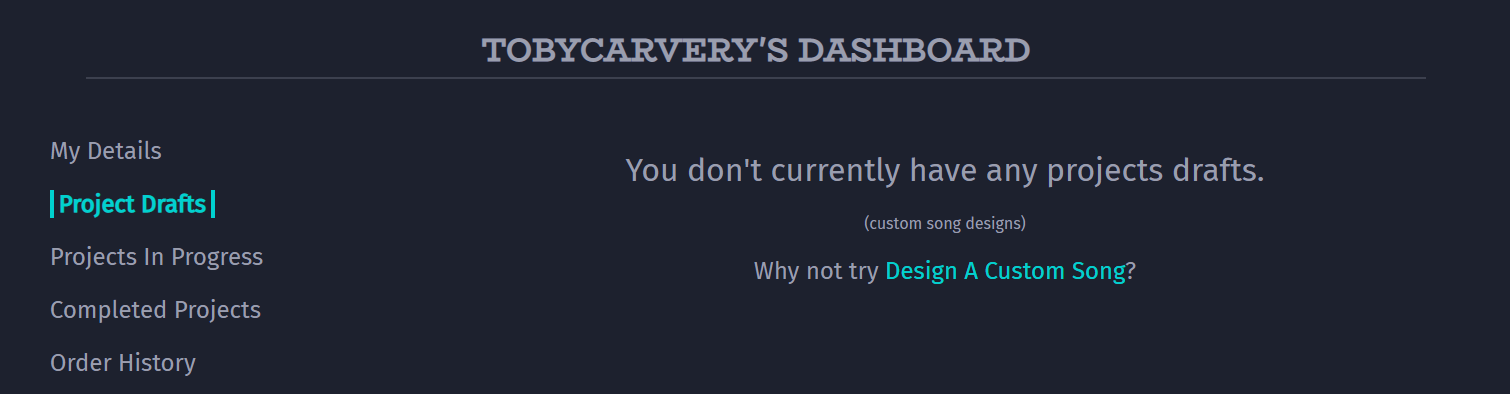 TOBYCARVERY'S DASHBOARD
My Details
Project Drafts
Projects In Progress
Completed Projects
Order History
You don't currently have any projects drafts.
(custom song designs)
Why not try Design A Custom Song?